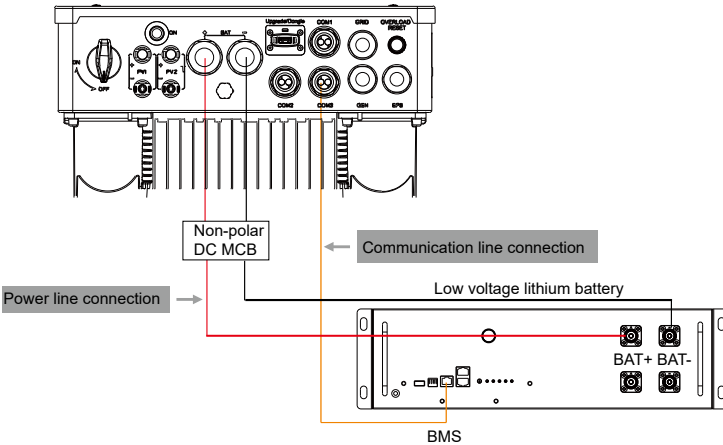 Upgrade/Dongle
COM1
GRID
OVERLOAD
RESET
ON
BAT
ON
PV1
PV2
OFF
COM2
COM3
GEN
EPS
Non-polar
DC MCB
Communication line connection
Power line connection
Low voltage lithium battery
BAT+ BAT-
BMS